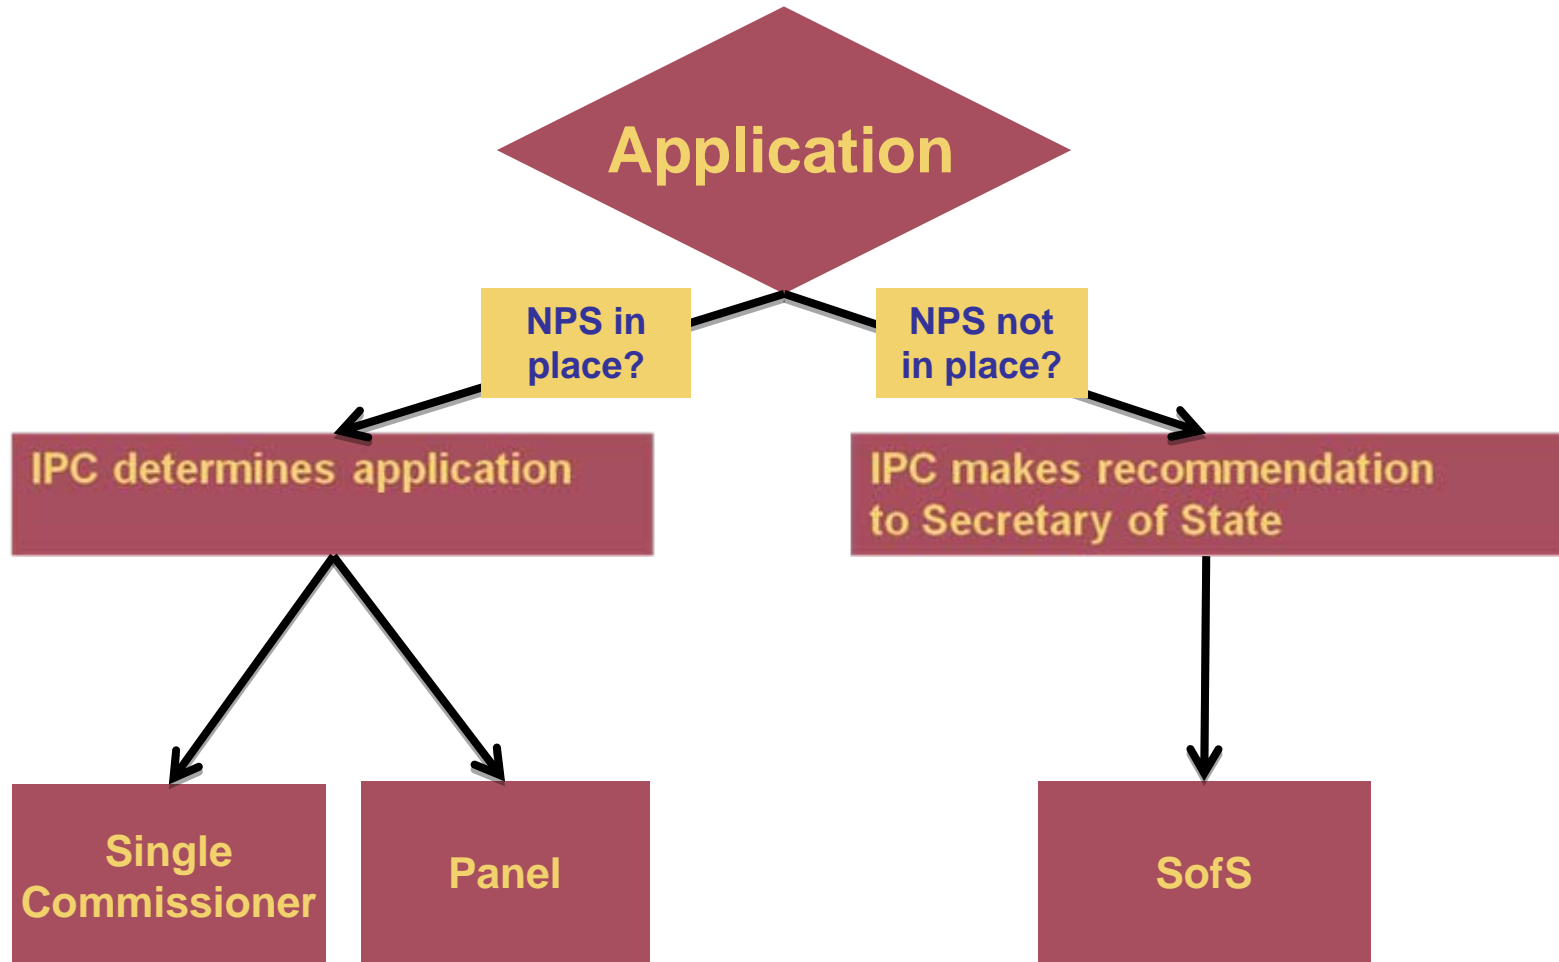 Application
NPS in
place?
NPS not
in place?
IPC determines application
IPC makes recommendation
to Secretary of State
Single
Commissioner
Panel
SofS